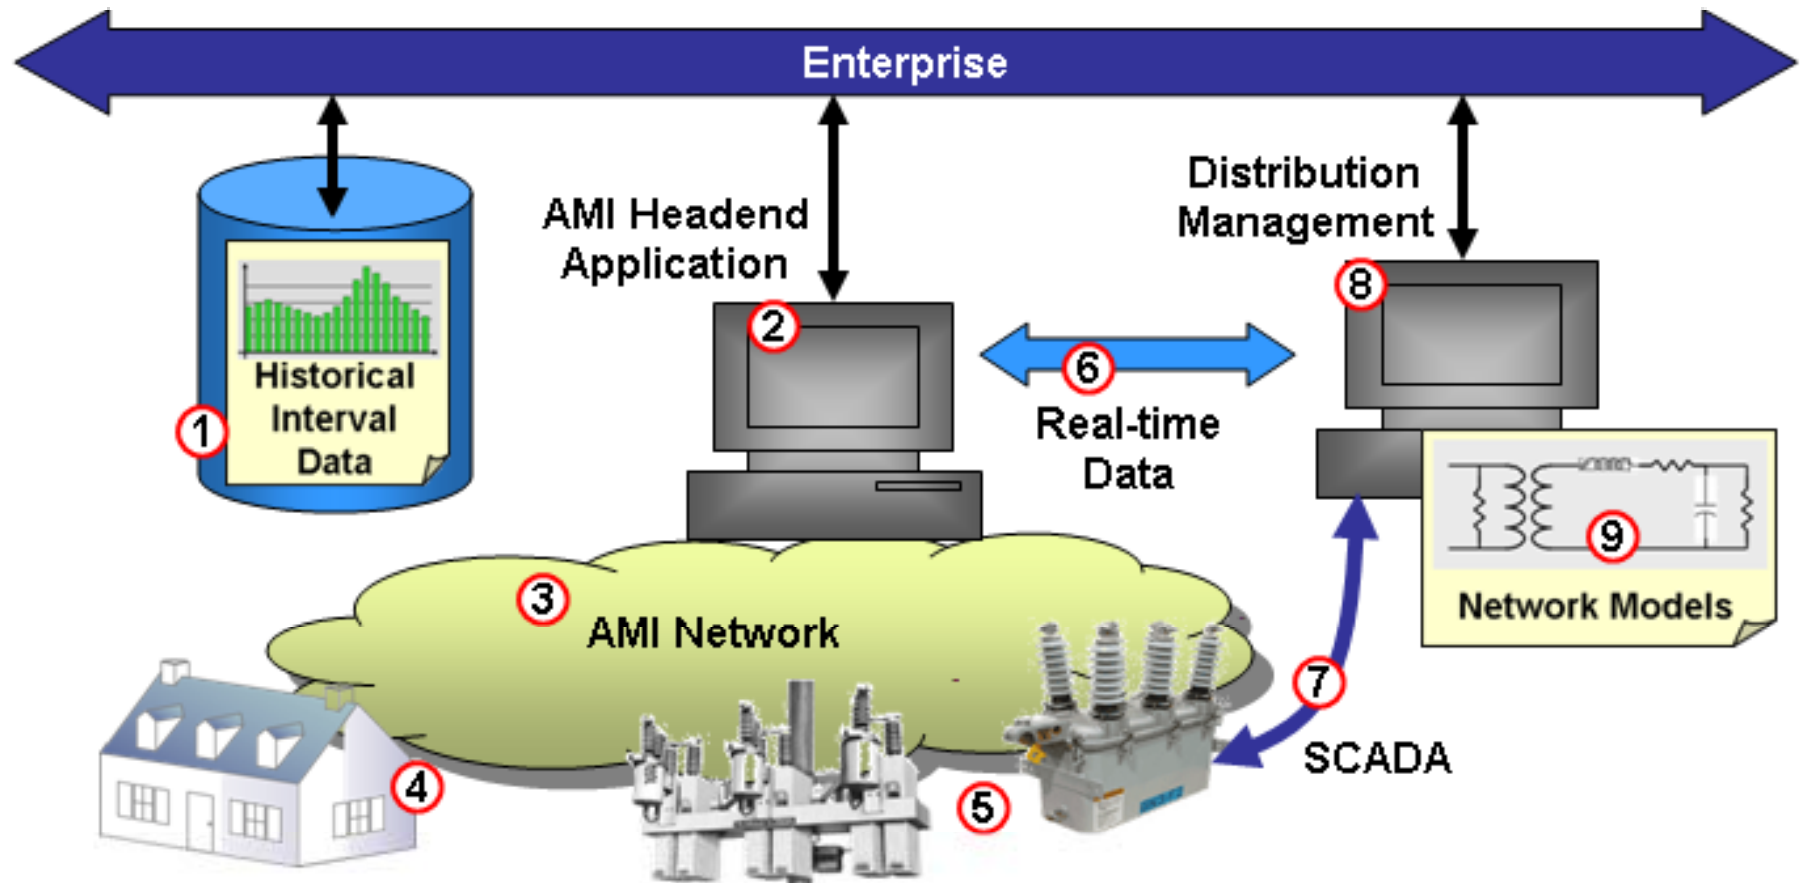 Enterprise
AMI Headend
Application
Distribution
Management
2
8
6
Historical
Interval
Data
1
Real-time
Data
9
Network Models
3
AMI Network
7
SCADA
4
5